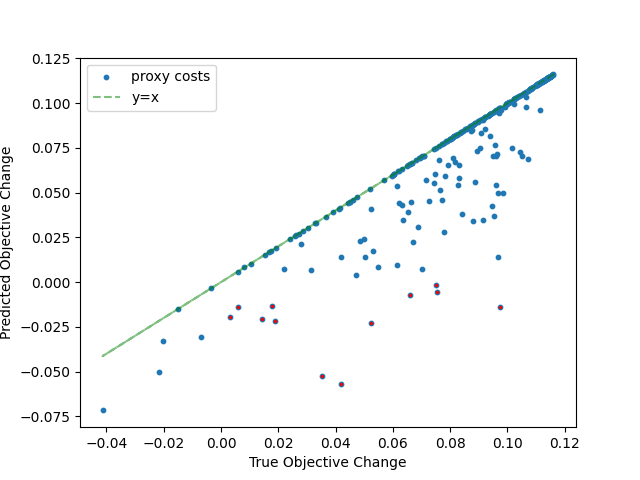 0.125
0.100
0.075
0.050
0.025
0.000
−0.025
−0.050
−0.075
Predicted Objective Change
proxy costs
y=x
−0.04 −0.02 0.00 0.02 0.04 0.06 0.08 0.10 0.12
True Objective Change